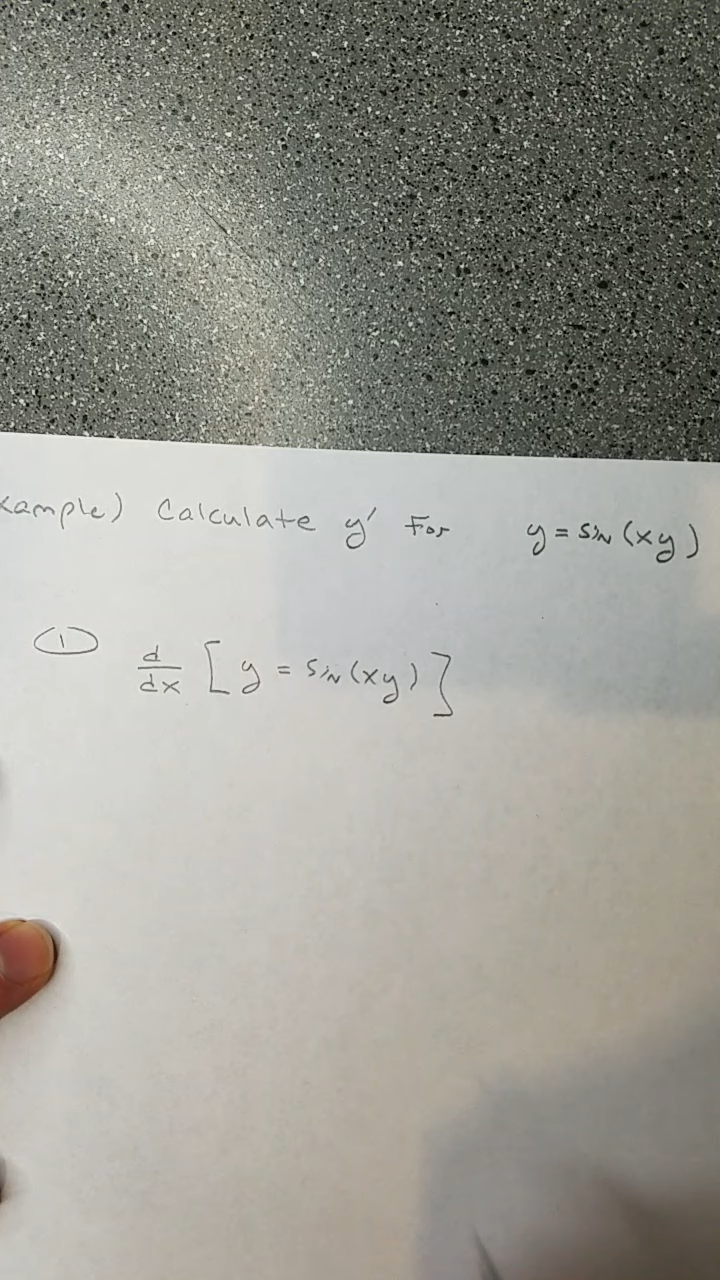 xample) Calculate y' For y = sin (xy)
① d/dx [y = sin(xy)]